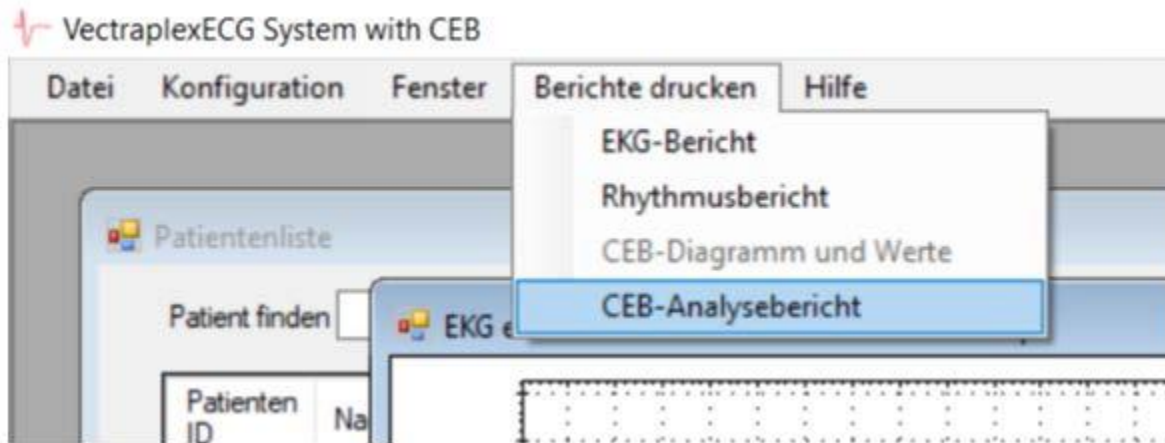 VectraplexECG System with CEB
Datei Konfiguration Fenster Berichte drucken Hilfe
EKG-Bericht
Rhythmusbericht
CEB-Diagramm und Werte
CEB-Analysebericht
Patientenliste
Patient finden
EKG
Patienten
ID